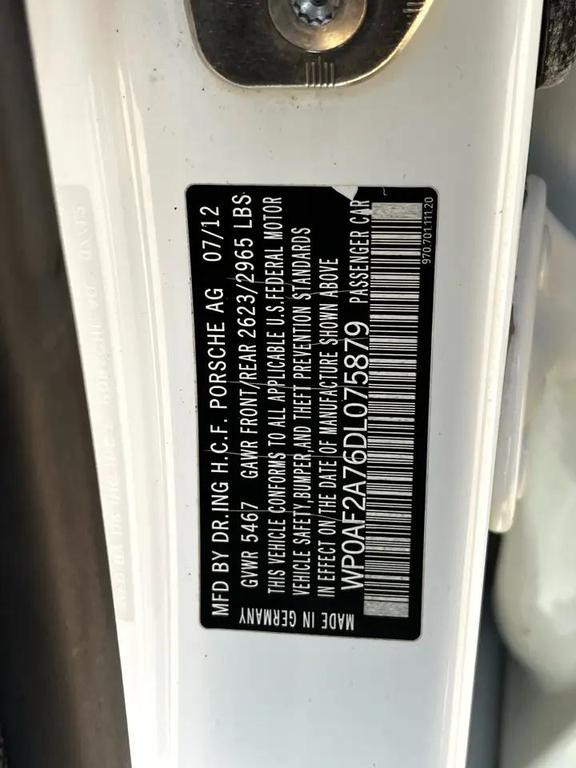 MFD BY DR.ING H.C.F. PORSCHE AG 07/12
GVWR 5467 GAWR FRONT/REAR 2623/2965 LBS
THIS VEHICLE CONFORMS TO ALL APPLICABLE U.S.FEDERAL MOTOR
VEHICLE SAFETY,BUMPER,AND THEFT PREVENTION STANDARDS
IN EFFECT ON THE DATE OF MANUFACTURE SHOWN ABOVE
WP0AF2A76DL075879 PASSENGER CAR
MADE IN GERMANY
970.701.111.20